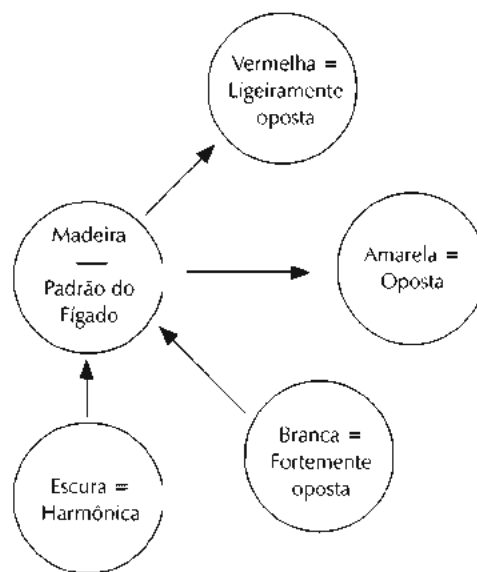 Vermelha =
Ligeiramente
oposta
Madeira
Padrão do
Fígado
Amarela =
Oposta
Branca =
Fortemente
oposta
Escura =
Harmônica